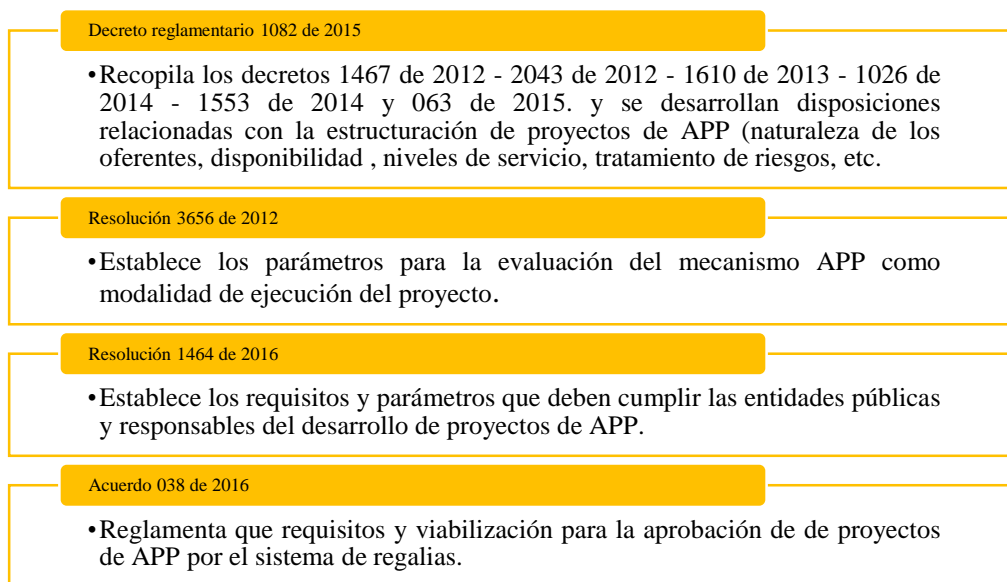 Decreto reglamentario 1082 de 2015
•Recopila los decretos 1467 de 2012 - 2043 de 2012 - 1610 de 2013 - 1026 de
2014 - 1553 de 2014 y 063 de 2015. y se desarrollan disposiciones
relacionadas con la estructuración de proyectos de APP (naturaleza de los
oferentes, disponibilidad , niveles de servicio, tratamiento de riesgos, etc.
Resolución 3656 de 2012
•Establece los parámetros para la evaluación del mecanismo APP como
modalidad de ejecución del proyecto.
Resolución 1464 de 2016
•Establece los requisitos y parámetros que deben cumplir las entidades públicas
y responsables del desarrollo de proyectos de APP.
Acuerdo 038 de 2016
•Reglamenta que requisitos y viabilización para la aprobación de de proyectos
de APP por el sistema de regalias.